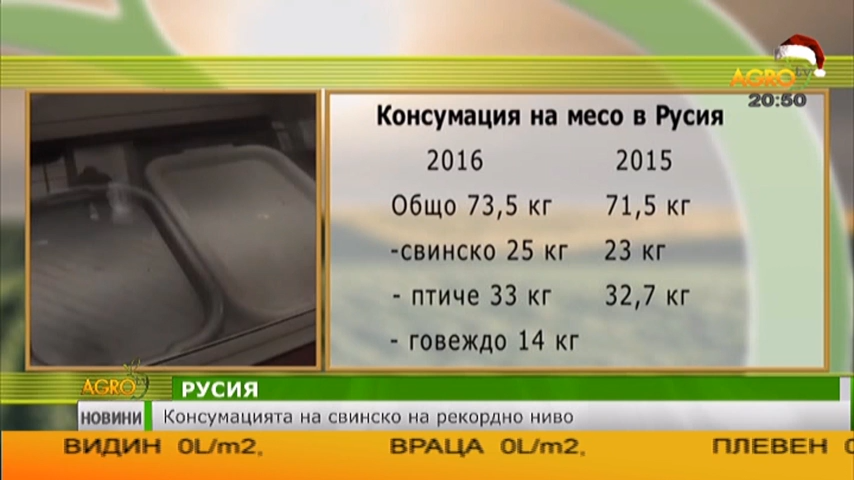 AGRO tv
20:50
Консумация на месо в Русия
2016 2015
Общо 73,5 кг 71,5 кг
-свинско 25 кг 23 кг
- птиче 33 кг 32,7 кг
- говеждо 14 кг
AGRO tv РУСИЯ
НОВИНИ Консумацията на свинско на рекордно ниво
ВИДИН 0L/m2, ВРАЦА 0L/m2, ПЛЕВЕН 0